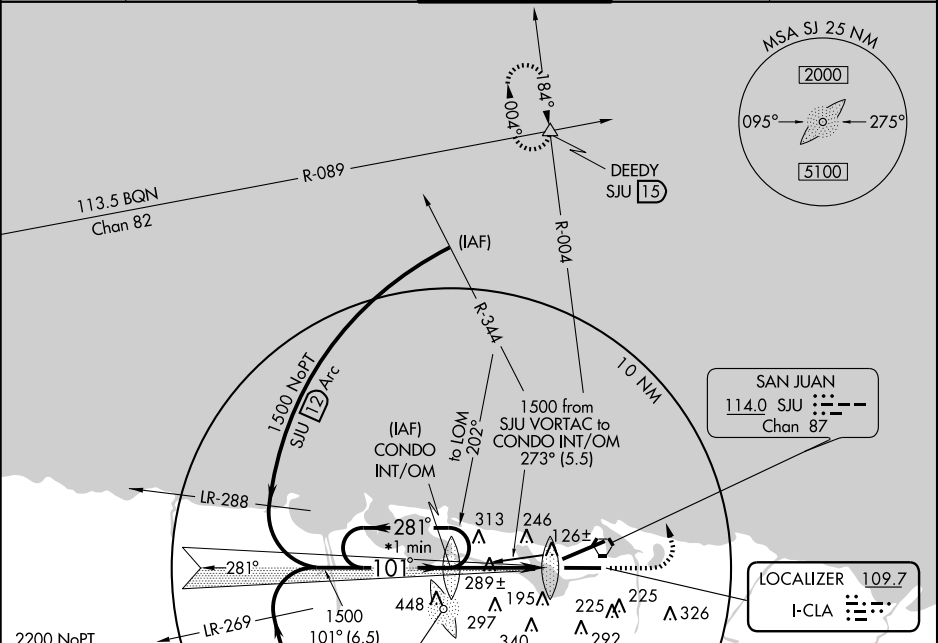 MSA SJ 25 NM
2000
095°
275°
5100
184°
004°
DEEDY
SJU 15
R-089
113.5 BQN
Chan 82
(IAF)
R-004
R-344
10 NM
1500 NoPT
SJU 12 Arc
SAN JUAN
114.0 SJU
Chan 87
1500 from
SJU VORTAC to
CONDO INT/OM
273° (5.5)
to LOM
202°
(IAF)
CONDO
INT/OM
LR-288
281°
*1 min
101°
313
246
126±
281°
289±
LOCALIZER 109.7
I-CLA
1500
101° (6.5)
448
297
195
225
225
326
340
292
LR-269
2200 NoPT